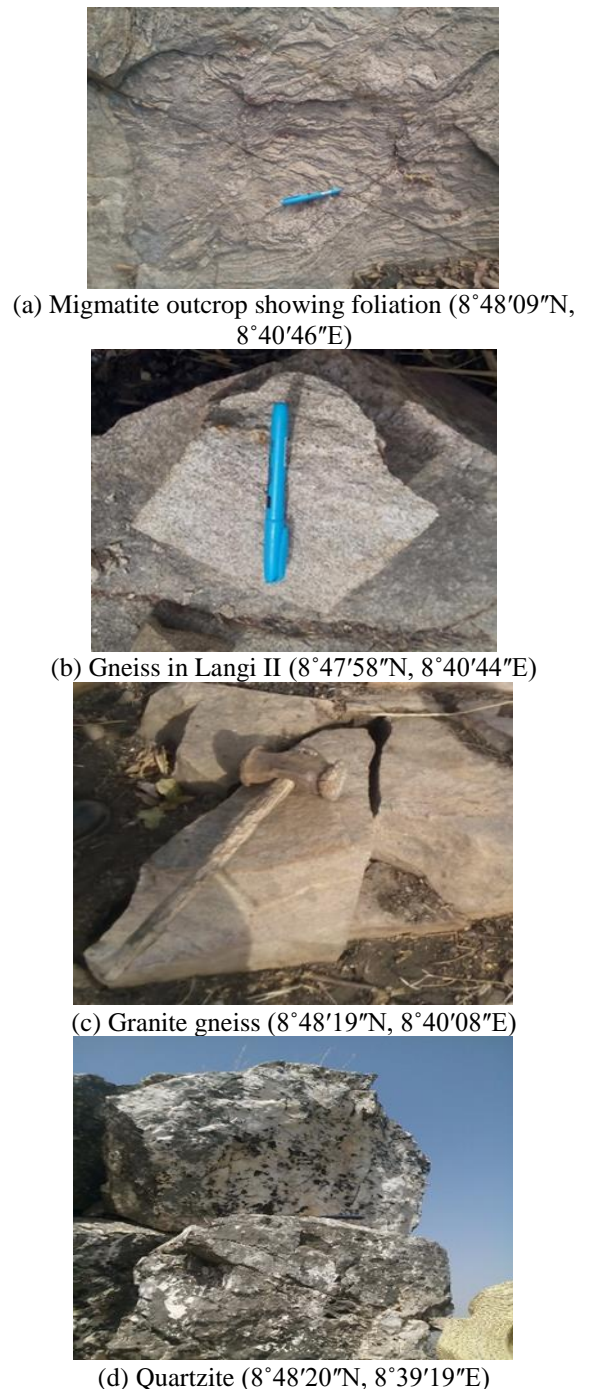 (a) Migmatite outcrop showing foliation (8˚48′09″N,
8˚40′46″E)
(b) Gneiss in Langi II (8˚47′58″N, 8˚40′44″E)
(c) Granite gneiss (8˚48′19″N, 8˚40′08″E)
(d) Quartzite (8˚48′20″N, 8˚39′19″E)